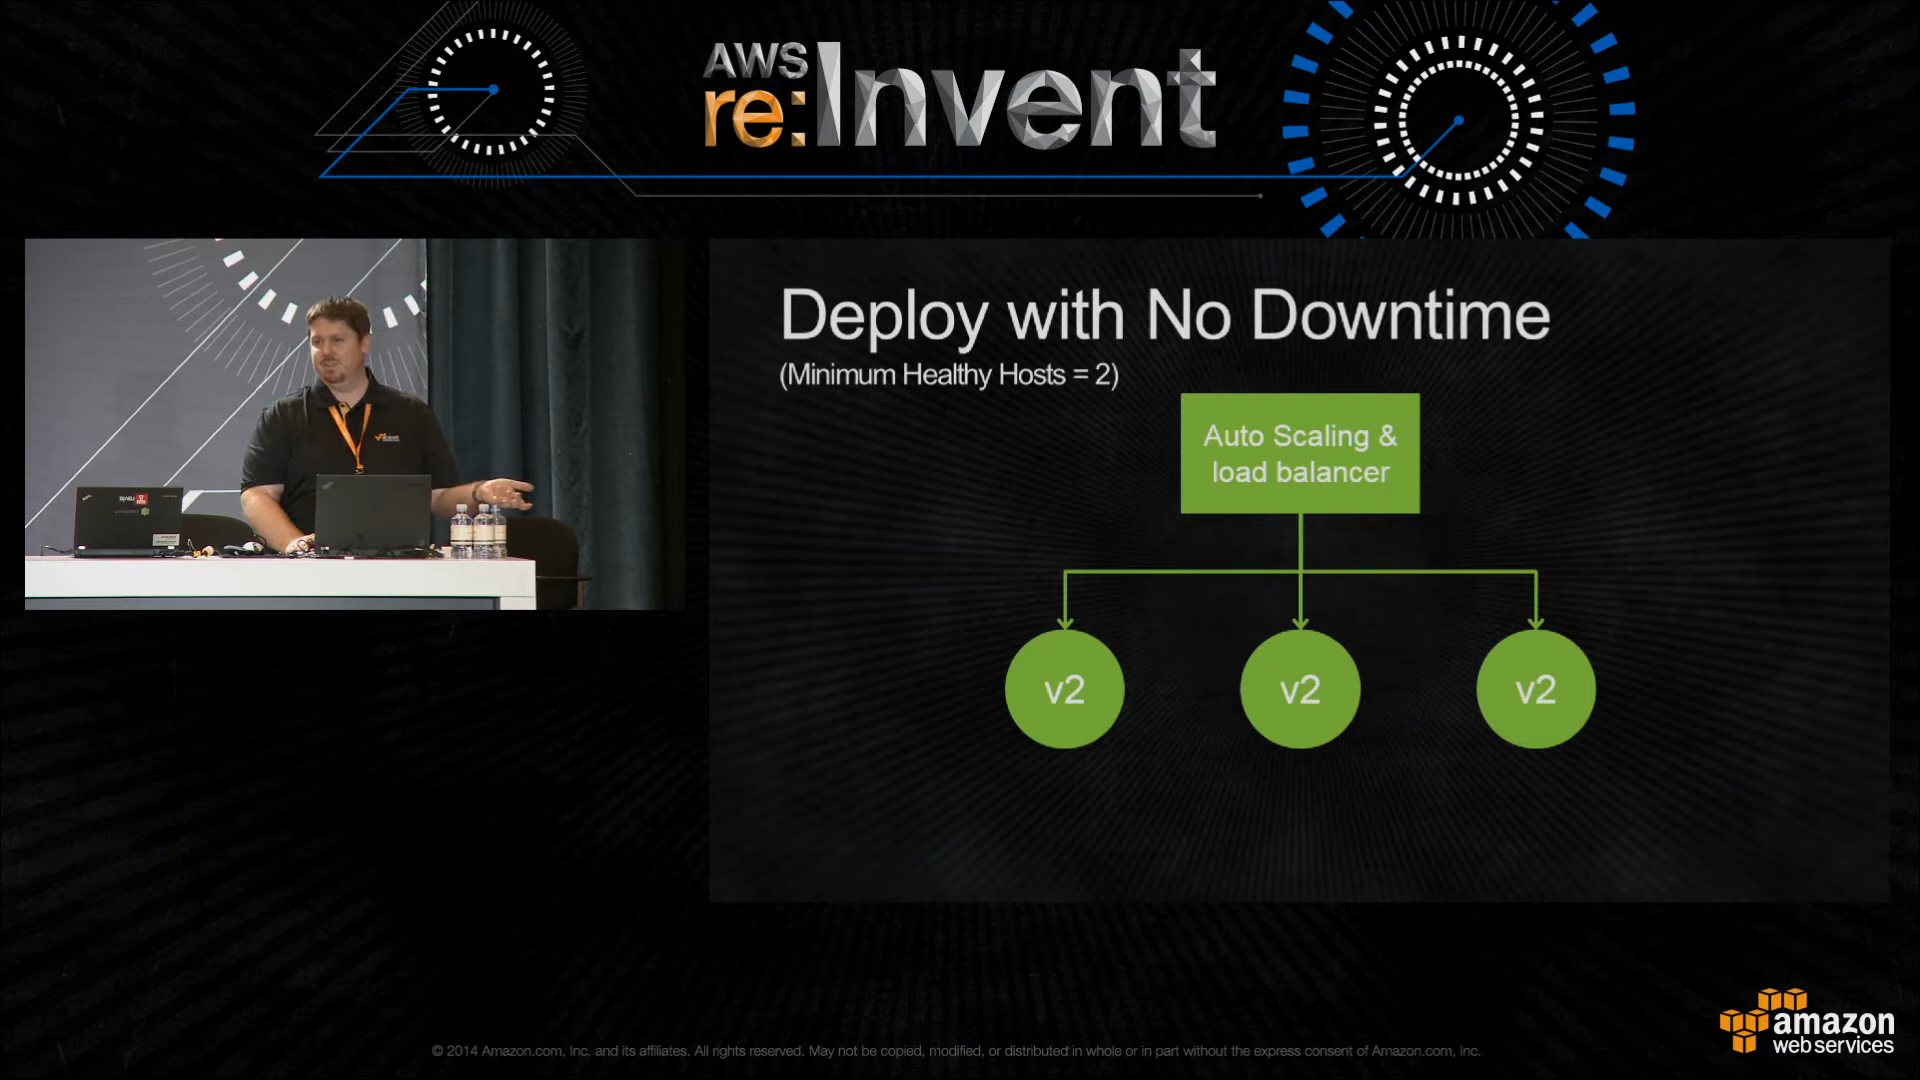 AWS
re:Invent
Deploy with No Downtime
(Minimum Healthy Hosts = 2)
Auto Scaling &
load balancer
v2
v2
v2
amazon
web services
© 2014 Amazon.com, Inc. and its affiliates. All rights reserved. May not be copied, modified, or distributed in whole or in part without the express consent of Amazon.com, Inc.